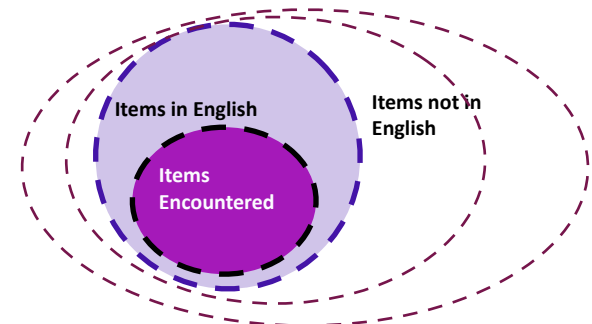 Items in English
Items not in
English
Items
Encountered